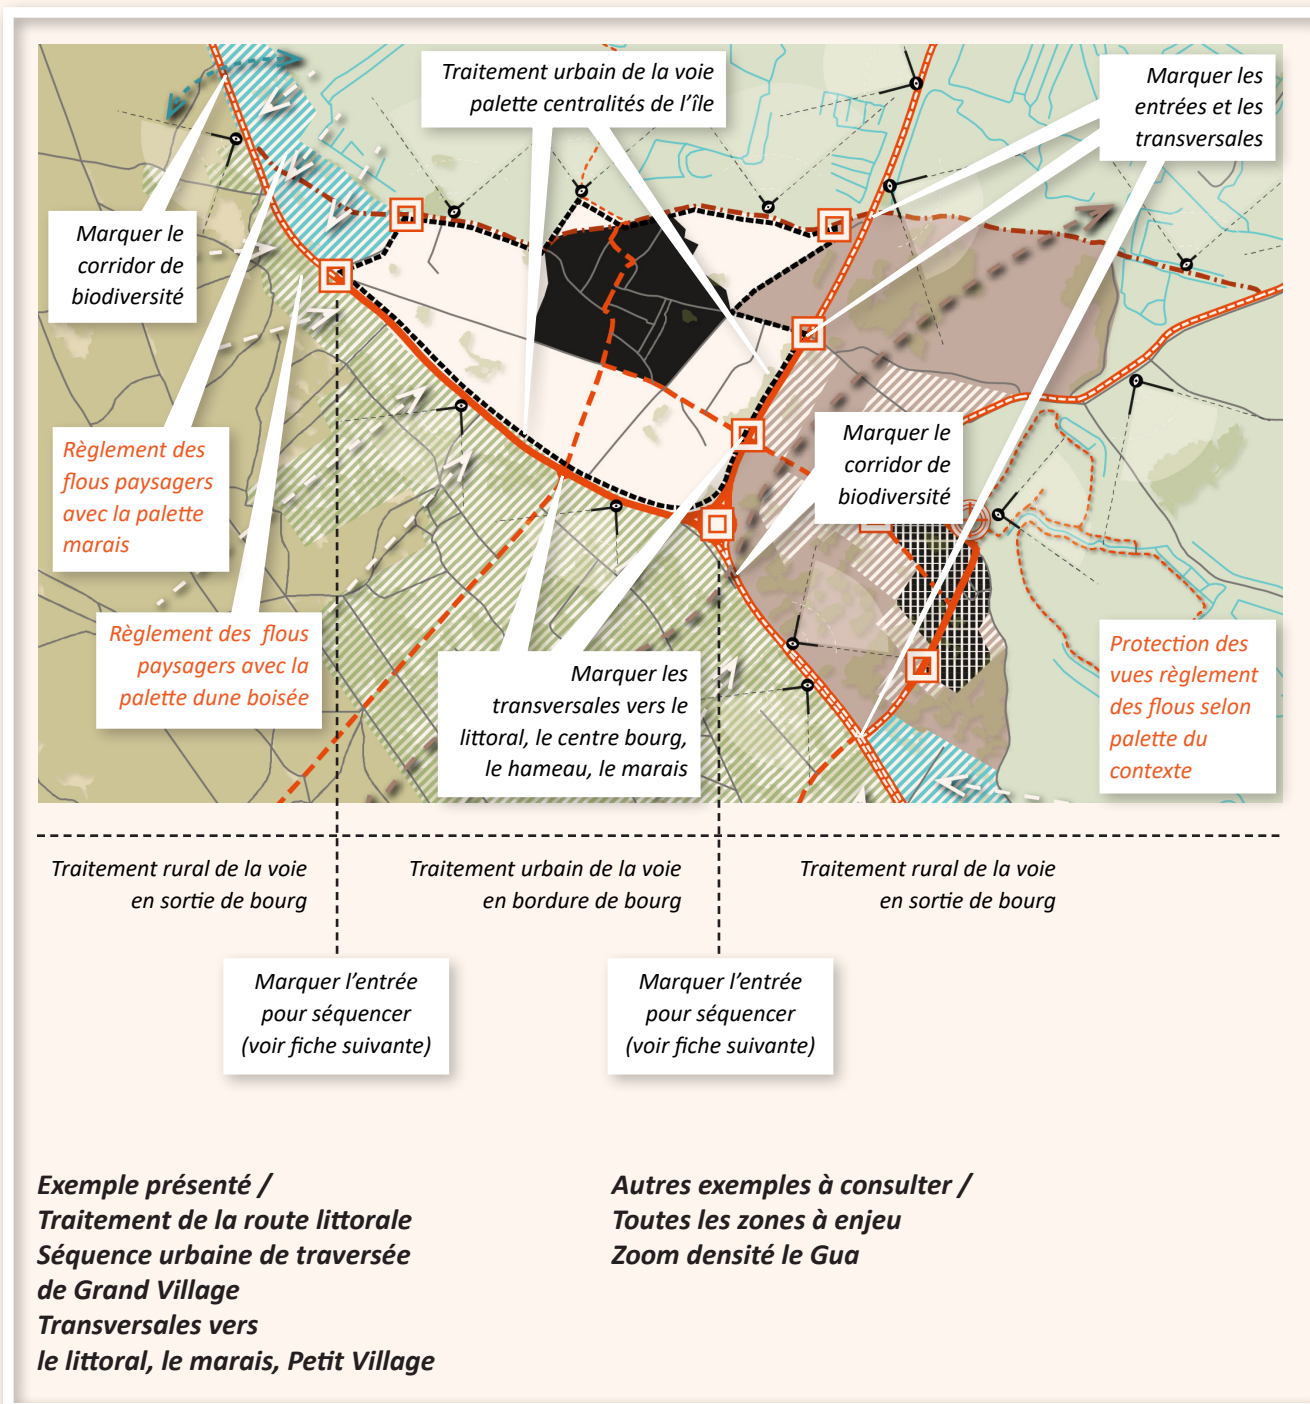 Traitement urbain de la voie
palette centralités de l’île
Marquer les
entrées et les
transversales
Marquer le
corridor de
biodiversité
Règlement des
flous paysagers
avec la palette
marais
Marquer le
corridor de
biodiversité
Règlement des flous
paysagers avec la
palette dune boisée
Marquer les
transversales vers le
littoral, le centre bourg,
le hameau, le marais
Protection des
vues règlement
des flous selon
palette du
contexte
Traitement rural de la voie
en sortie de bourg
Traitement urbain de la voie
en bordure de bourg
Traitement rural de la voie
en sortie de bourg
Marquer l’entrée
pour séquencer
(voir fiche suivante)
Marquer l’entrée
pour séquencer
(voir fiche suivante)
Exemple présenté /
Traitement de la route littorale
Séquence urbaine de traversée
de Grand Village
Transversales vers
le littoral, le marais, Petit Village
Autres exemples à consulter /
Toutes les zones à enjeu
Zoom densité le Gua